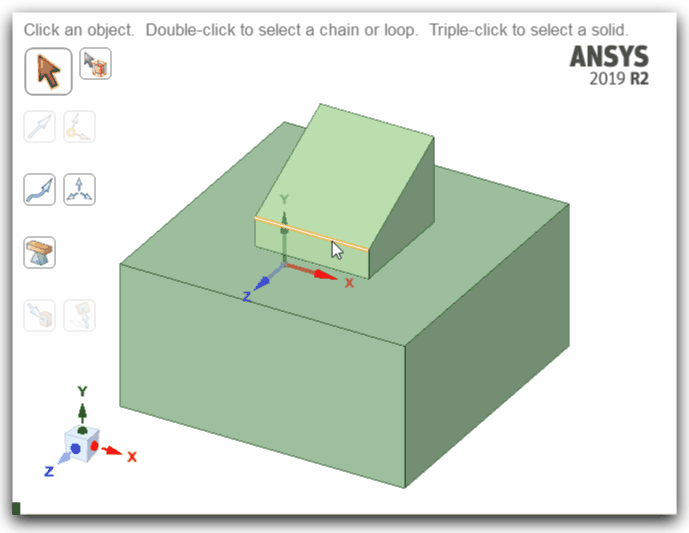 Click an object.  Double-click to select a chain or loop.  Triple-click to select a solid.
ANSYS
2019 R2
Y
X
Z
Y
X
Z